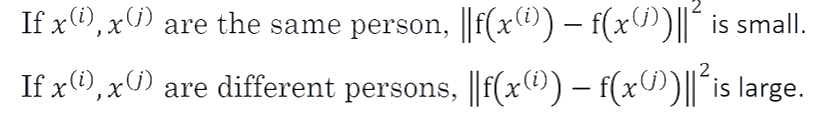 If x⁽ⁱ⁾, x⁽ʲ⁾ are the same person, ‖f(x⁽ⁱ⁾) − f(x⁽ʲ⁾)‖² is small.
If x⁽ⁱ⁾, x⁽ʲ⁾ are different persons, ‖f(x⁽ⁱ⁾) − f(x⁽ʲ⁾)‖² is large.